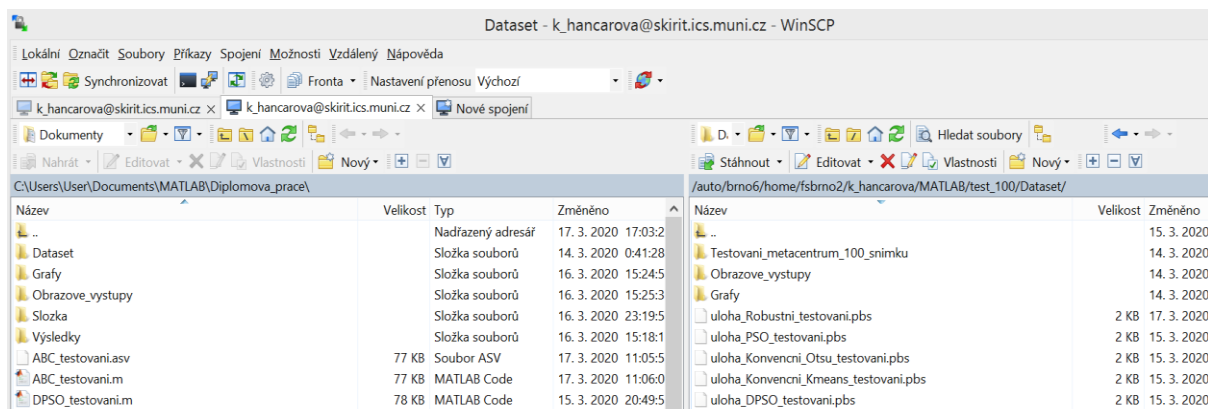 Dataset - k_hancarova@skirit.ics.muni.cz - WinSCP
Lokální Označit Soubory Příkazy Spojení Možnosti Vzdálený Nápověda
Synchronizovat Fronta Nastavení přenosu Výchozí
k_hancarova@skirit.ics.muni.cz × k_hancarova@skirit.ics.muni.cz × Nové spojení
Dokumenty D. Hledat soubory
Nahrát Editovat Vlastnosti Nový Stáhnout Editovat Vlastnosti Nový
C:\Users\User\Documents\MATLAB\Diplomova_prace\ /auto/brno6/home/fsbrno2/k_hancarova/MATLAB/test_100/Dataset/
Název Velikost Typ Změněno Název Velikost Změněno
.. Nadřazený adresář 17. 3. 2020 17:03:2 .. 15. 3. 2020
Dataset Složka souborů 14. 3. 2020 0:41:28 Testovani_metacentrum_100_snimku 14. 3. 2020
Grafy Složka souborů 16. 3. 2020 15:24:5 Obrazove_vystupy 14. 3. 2020
Obrazove_vystupy Složka souborů 16. 3. 2020 15:25:3 Grafy 14. 3. 2020
Slozka Složka souborů 16. 3. 2020 23:19:5 uloha_Robustni_testovani.pbs 2 KB 17. 3. 2020
Výsledky Složka souborů 16. 3. 2020 15:18:1 uloha_PSO_testovani.pbs 2 KB 15. 3. 2020
ABC_testovani.asv 77 KB Soubor ASV 17. 3. 2020 11:05:5 uloha_Konvencni_Otsu_testovani.pbs 2 KB 15. 3. 2020
ABC_testovani.m 77 KB MATLAB Code 17. 3. 2020 11:06:0 uloha_Konvencni_Kmeans_testovani.pbs 2 KB 15. 3. 2020
DPSO_testovani.m 78 KB MATLAB Code 15. 3. 2020 20:49:5 uloha_DPSO_testovani.pbs 2 KB 15. 3. 2020